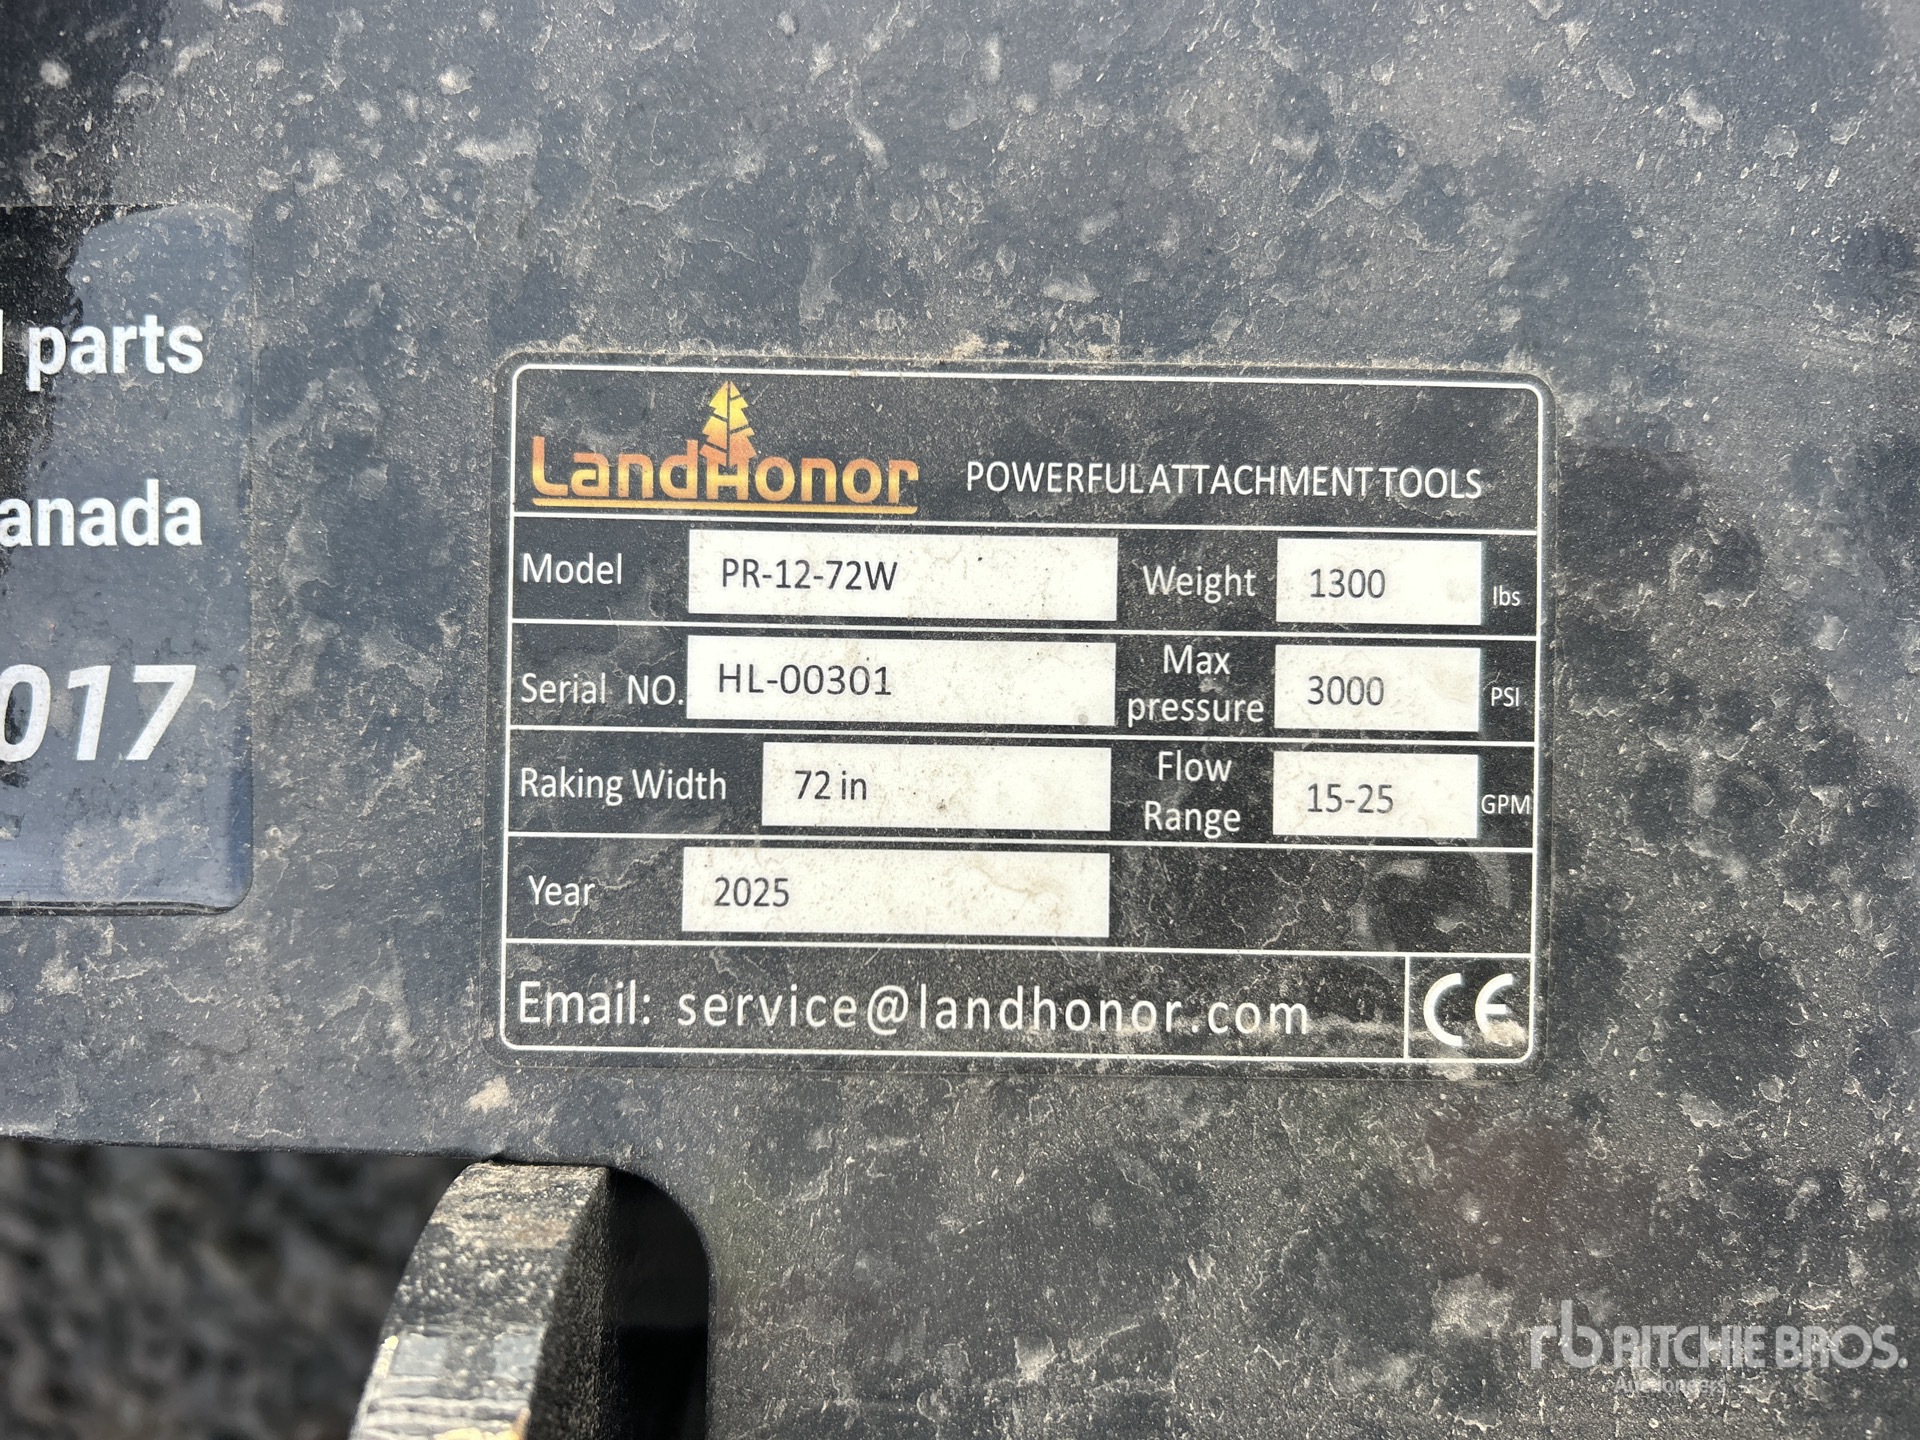 parts
anada
017
LandHonor POWERFUL ATTACHMENT TOOLS
Model PR-12-72W Weight 1300 lbs
Serial NO. HL-00301 Max pressure 3000 PSI
Raking Width 72 in Flow Range 15-25 GPM
Year 2025
Email: service@landhonor.com CE
rb RITCHIE BROS.
Auctioneers